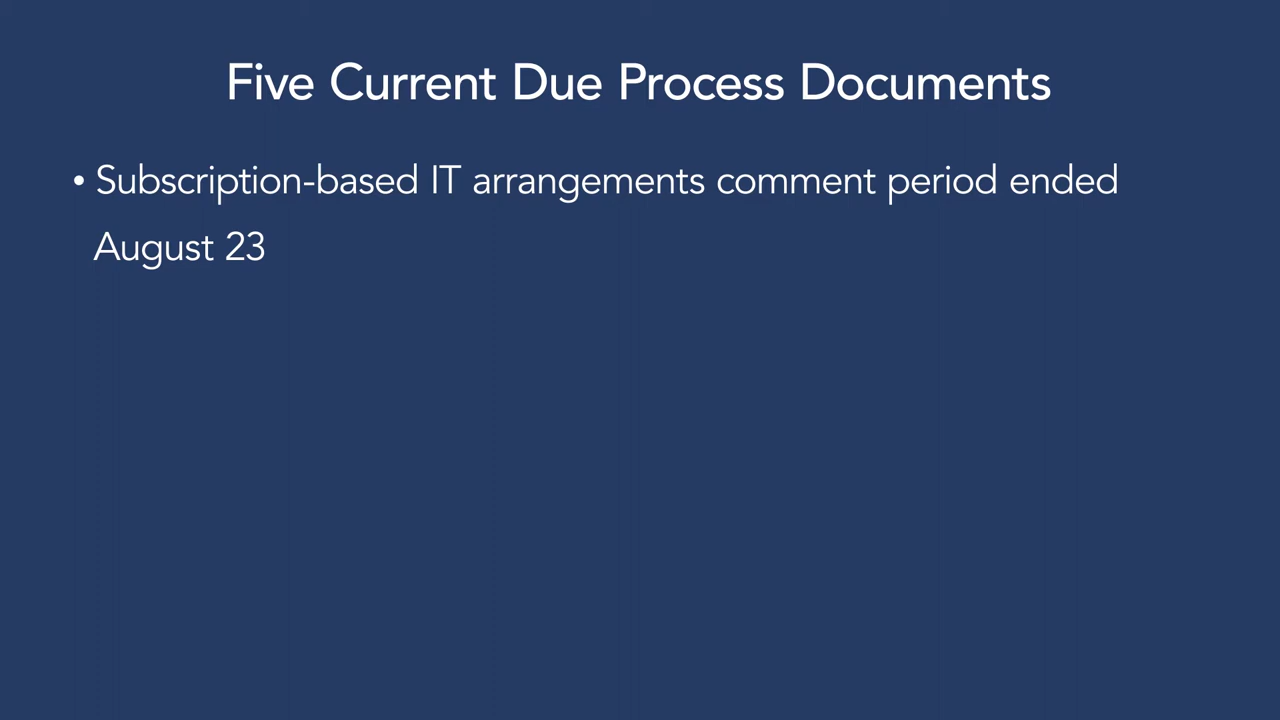 Five Current Due Process Documents
• Subscription-based IT arrangements comment period ended
August 23